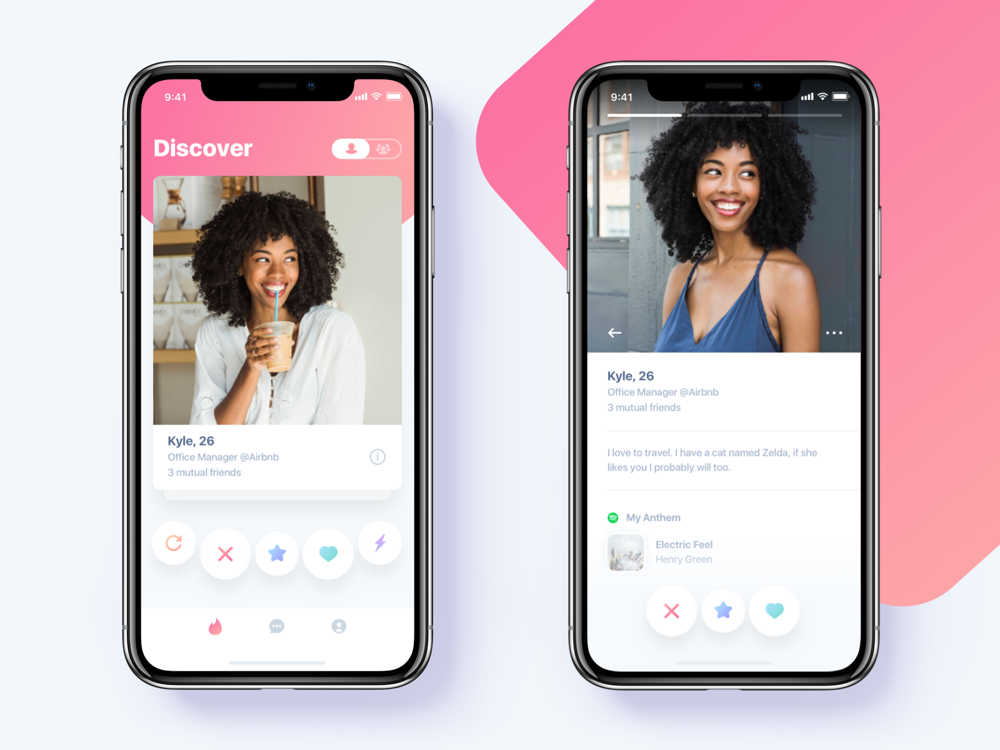 9:41
Discover
CHEMEX
Kyle, 26
Office Manager @Airbnb
3 mutual friends
9:41
Kyle, 26
Office Manager @Airbnb
3 mutual friends
I love to travel. I have a cat named Zelda, if she
likes you I probably will too.
My Anthem
Electric Feel
Henry Green